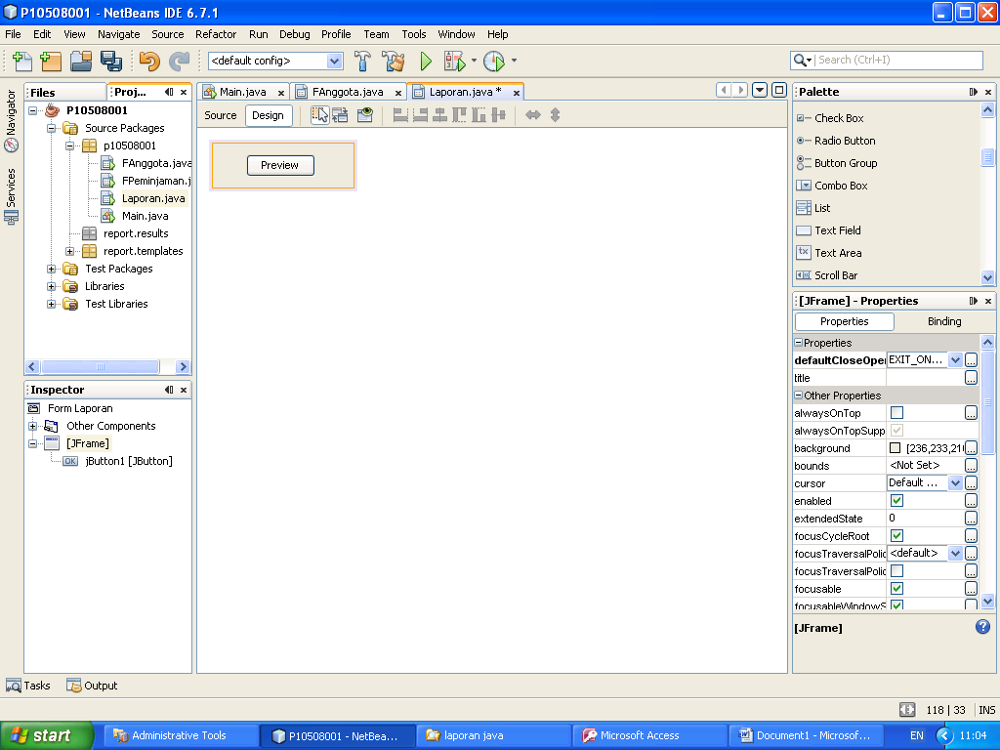 P10508001 - NetBeans IDE 6.7.1
File Edit View Navigate Source Refactor Run Debug Profile Team Tools Window Help
<default config>
Search (Ctrl+I)
Navigator
Services
Files
Proj...
P10508001
Source Packages
p10508001
FAnggota.java
FPeminjaman.j
Laporan.java
Main.java
report.results
report.templates
Test Packages
Libraries
Test Libraries
Inspector
Form Laporan
Other Components
[JFrame]
OK jButton1 [JButton]
Main.java
FAnggota.java
Laporan.java *
Source Design
Preview
Palette
Check Box
Radio Button
Button Group
Combo Box
List
Text Field
Text Area
Scroll Bar
[JFrame] - Properties
Properties Binding
Properties
defaultCloseOper EXIT_ON...
title
Other Properties
alwaysOnTop
alwaysOnTopSupp
background [236,233,216
bounds <Not Set>
cursor Default ...
enabled
extendedState 0
focusCycleRoot
focusTraversalPolic <default>
focusTraversalPolic
focusable
focusableWindowS
[JFrame]
Tasks Output
118 | 33 INS
start
Administrative Tools
P10508001 - NetBea...
laporan java
Microsoft Access
Document1 - Microsof...
EN
11:04